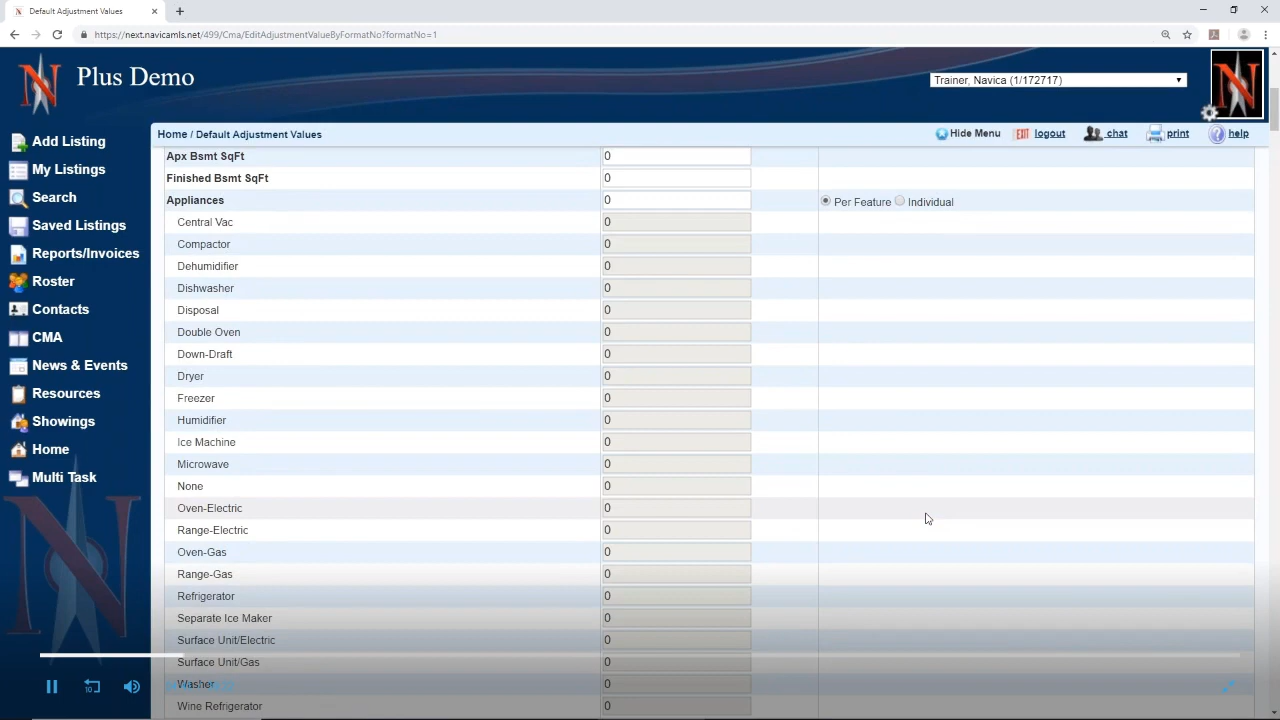 Default Adjustment Values
https://next.navicamls.net/499/Cma/EditAdjustmentValueByFormatNo?formatNo=1
N Plus Demo
Trainer, Navica (1/172717)
N
Home / Default Adjustment Values
Hide Menu EXIT logout chat print help
Add Listing
My Listings
Search
Saved Listings
Reports/Invoices
Roster
Contacts
CMA
News & Events
Resources
Showings
Home
Multi Task
N
Apx Bsmt SqFt 0
Finished Bsmt SqFt 0
Appliances 0 Per Feature Individual
Central Vac 0
Compactor 0
Dehumidifier 0
Dishwasher 0
Disposal 0
Double Oven 0
Down-Draft 0
Dryer 0
Freezer 0
Humidifier 0
Ice Machine 0
Microwave 0
None 0
Oven-Electric 0
Range-Electric 0
Oven-Gas 0
Range-Gas 0
Refrigerator 0
Separate Ice Maker 0
Surface Unit/Electric 0
Surface Unit/Gas 0
Washer 0
Wine Refrigerator 0
10